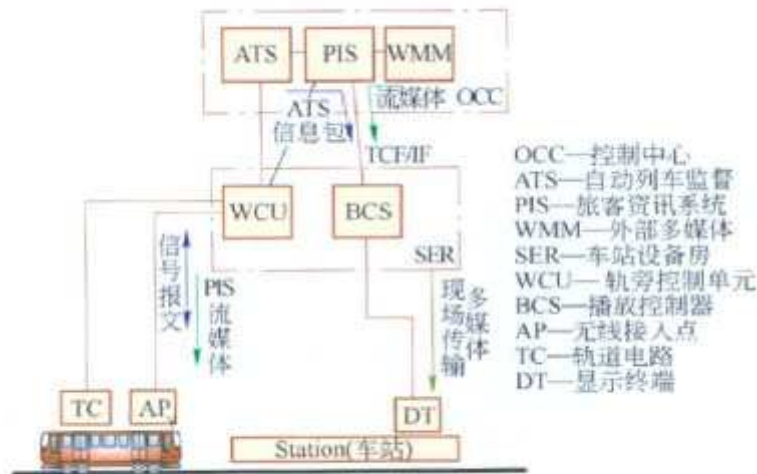 ATS
PIS
WMM
流媒体 OCC
ATS
信息包
TCF/IF
WCU
BCS
SER
信号报文
PIS
流媒体
多媒体
现场传输
TC
AP
DT
Station(车站)
OCC—控制中心
ATS—自动列车监督
PIS—旅客资讯系统
WMM—外部多媒体
SER—车站设备房
WCU—轨旁控制单元
BCS—播放控制器
AP—无线接入点
TC—轨道电路
DT—显示终端